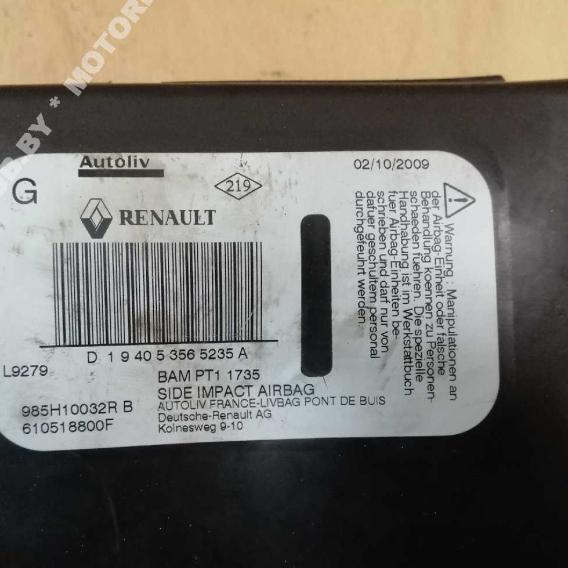 BY * MOTOR
Autoliv
02/10/2009
G
219
RENAULT
D 1 9 40 5 356 5235 A
L9279
BAM PT1 1735
SIDE IMPACT AIRBAG
985H10032R B
AUTOLIV FRANCE-LIVBAG PONT DE BUIS
610518800F
Deutsche-Renault AG
Kolnesweg 9-10
Warnung : Manipulationen an
der Airbag-Einheit oder falsche
Behandlung koennen zu Personen-
schaeden fuehren. Die spezielle
Handhabung ist im Werkstattbuch
fuer Airbag-Einheiten be-
schrieben und darf nur von
dafuer geschultem personal
durchgefeuhrt werden.